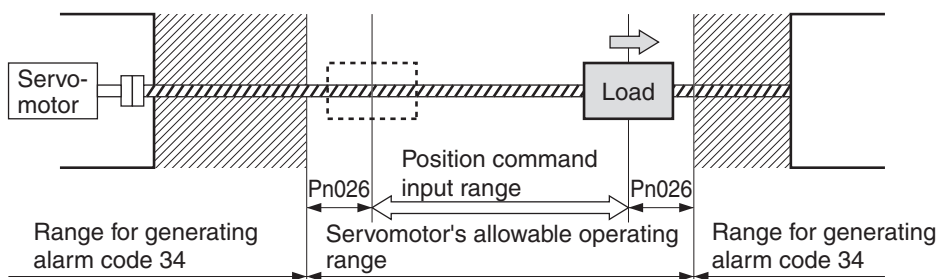 Servo-
motor
Load
Position command
input range
Pn026
Pn026
Range for generating
alarm code 34
Servomotor's allowable operating
range
Range for generating
alarm code 34